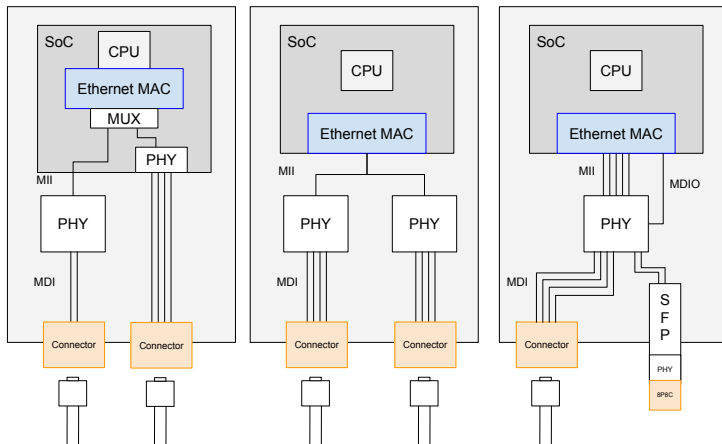 SoC
CPU
Ethernet MAC
MUX
PHY
MII
PHY
MDI
Connector
Connector
SoC
CPU
Ethernet MAC
MII
PHY
PHY
MDI
Connector
Connector
SoC
CPU
Ethernet MAC
MII
MDIO
PHY
MDI
S
F
P
Connector
PHY
8P8C